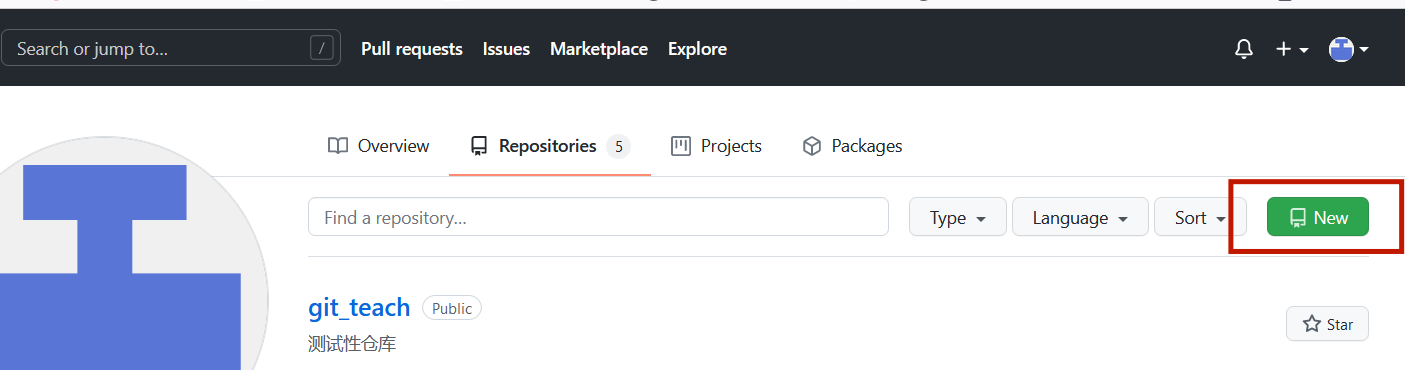 Search or jump to... /
Pull requests Issues Marketplace Explore
Overview Repositories 5 Projects Packages
Find a repository... Type Language Sort New
git_teach Public
测试性仓库
Star